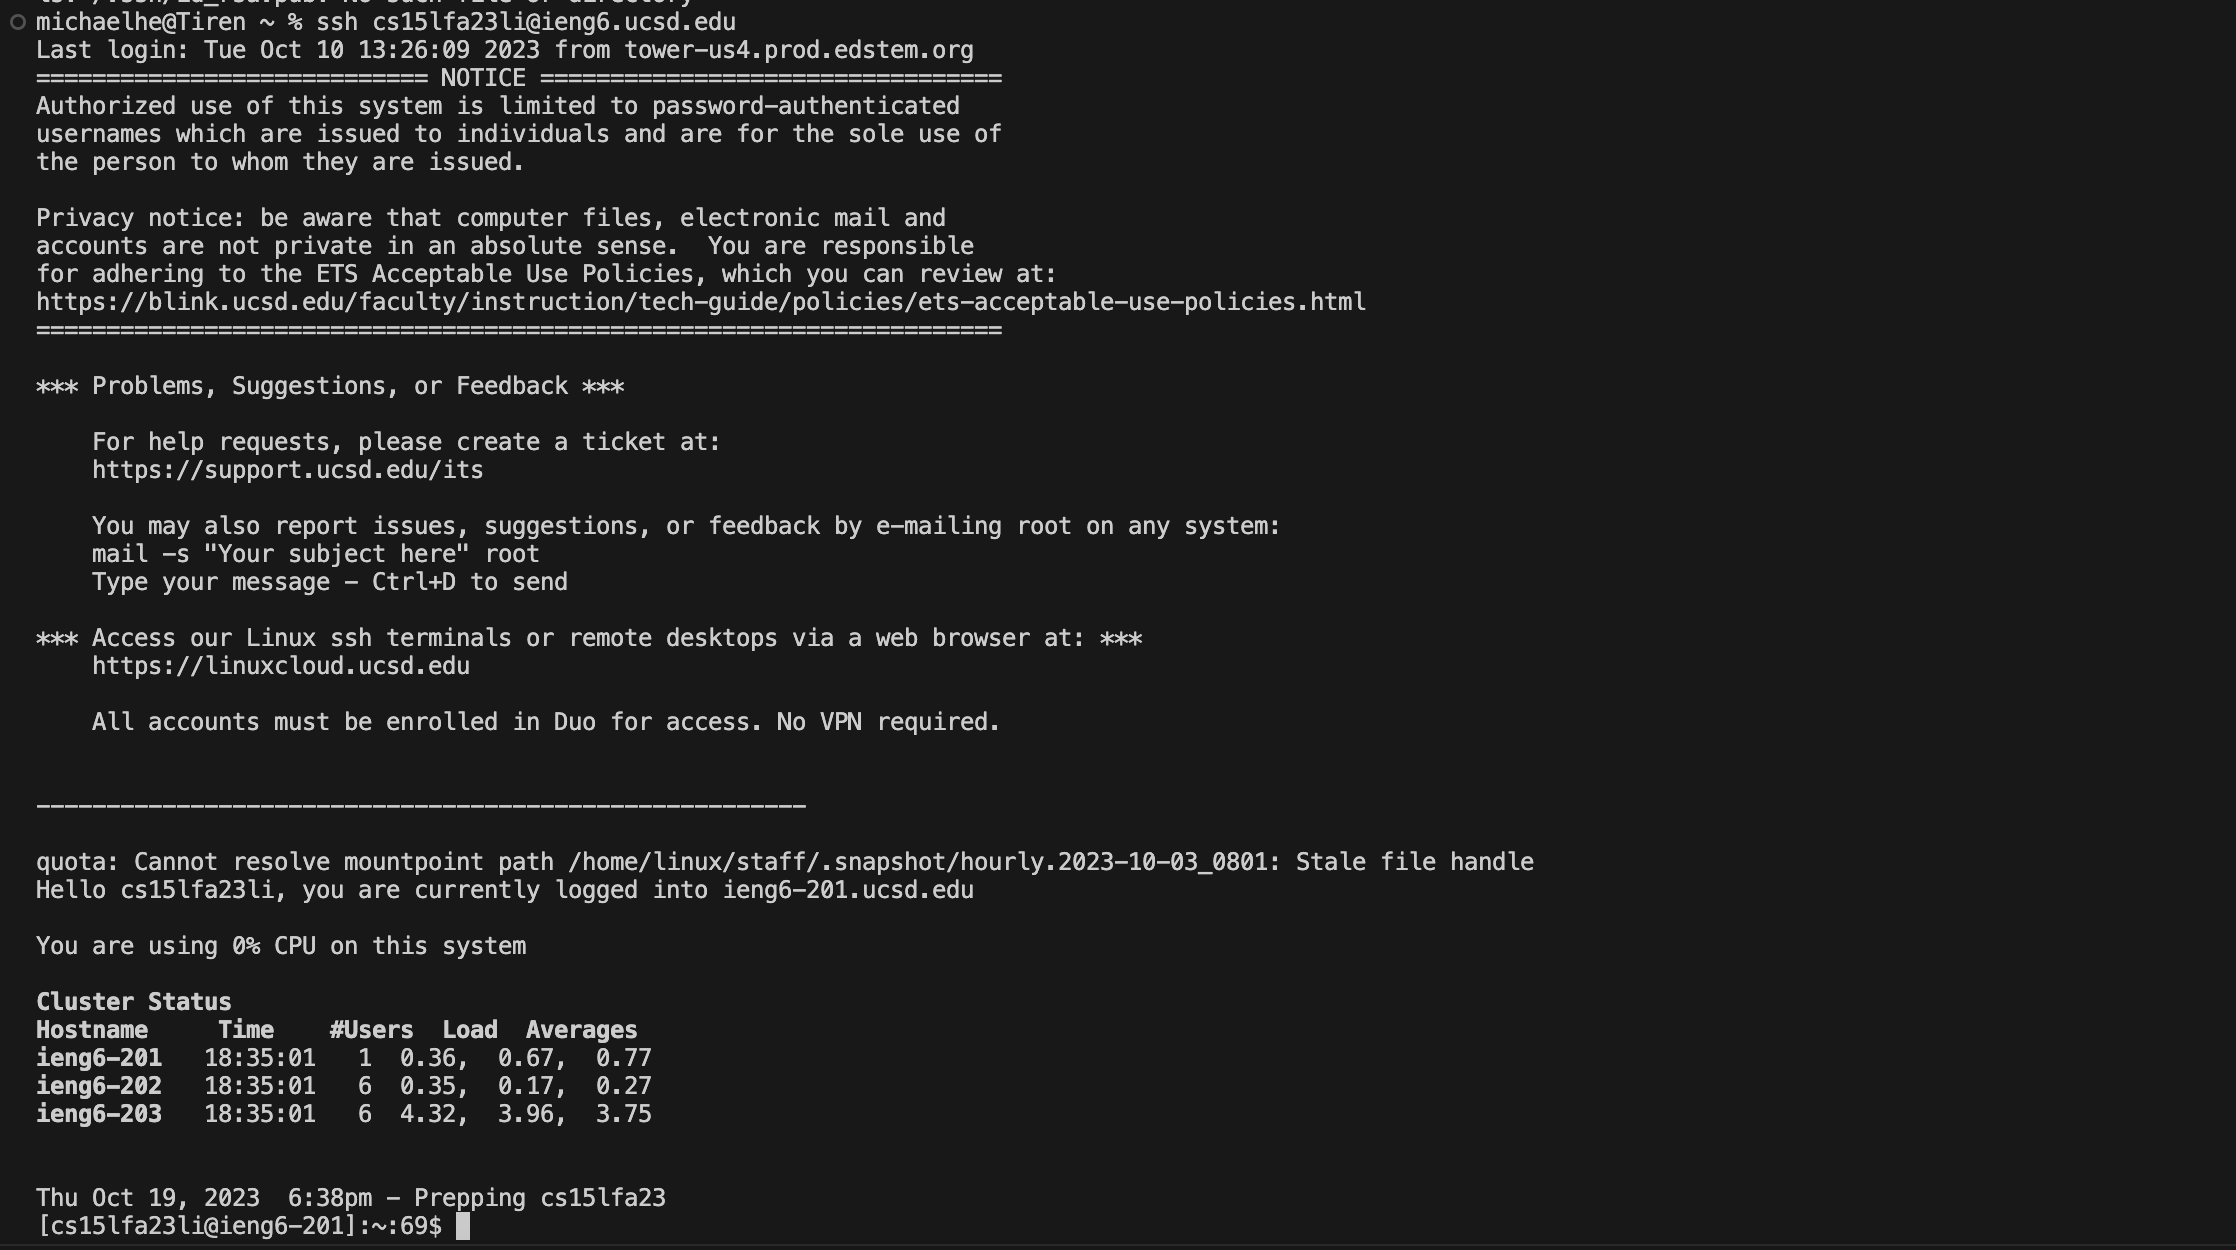 michaelhe@Tiren ~ % ssh cs15lfa23li@ieng6.ucsd.edu
Last login: Tue Oct 10 13:26:09 2023 from tower-us4.prod.edstem.org
============================ NOTICE =================================
Authorized use of this system is limited to password-authenticated
usernames which are issued to individuals and are for the sole use of
the person to whom they are issued.

Privacy notice: be aware that computer files, electronic mail and
accounts are not private in an absolute sense.  You are responsible
for adhering to the ETS Acceptable Use Policies, which you can review at:
https://blink.ucsd.edu/faculty/instruction/tech-guide/policies/ets-acceptable-use-policies.html
=====================================================================

*** Problems, Suggestions, or Feedback ***

    For help requests, please create a ticket at:
    https://support.ucsd.edu/its

    You may also report issues, suggestions, or feedback by e-mailing root on any system:
    mail -s "Your subject here" root
    Type your message - Ctrl+D to send

*** Access our Linux ssh terminals or remote desktops via a web browser at: ***
    https://linuxcloud.ucsd.edu

    All accounts must be enrolled in Duo for access. No VPN required.


-------------------------------------------------------

quota: Cannot resolve mountpoint path /home/linux/staff/.snapshot/hourly.2023-10-03_0801: Stale file handle
Hello cs15lfa23li, you are currently logged into ieng6-201.ucsd.edu

You are using 0% CPU on this system

Cluster Status
Hostname     Time    #Users  Load  Averages
ieng6-201   18:35:01   1  0.36,  0.67,  0.77
ieng6-202   18:35:01   6  0.35,  0.17,  0.27
ieng6-203   18:35:01   6  4.32,  3.96,  3.75


Thu Oct 19, 2023  6:38pm - Prepping cs15lfa23
[cs15lfa23li@ieng6-201]:~:69$